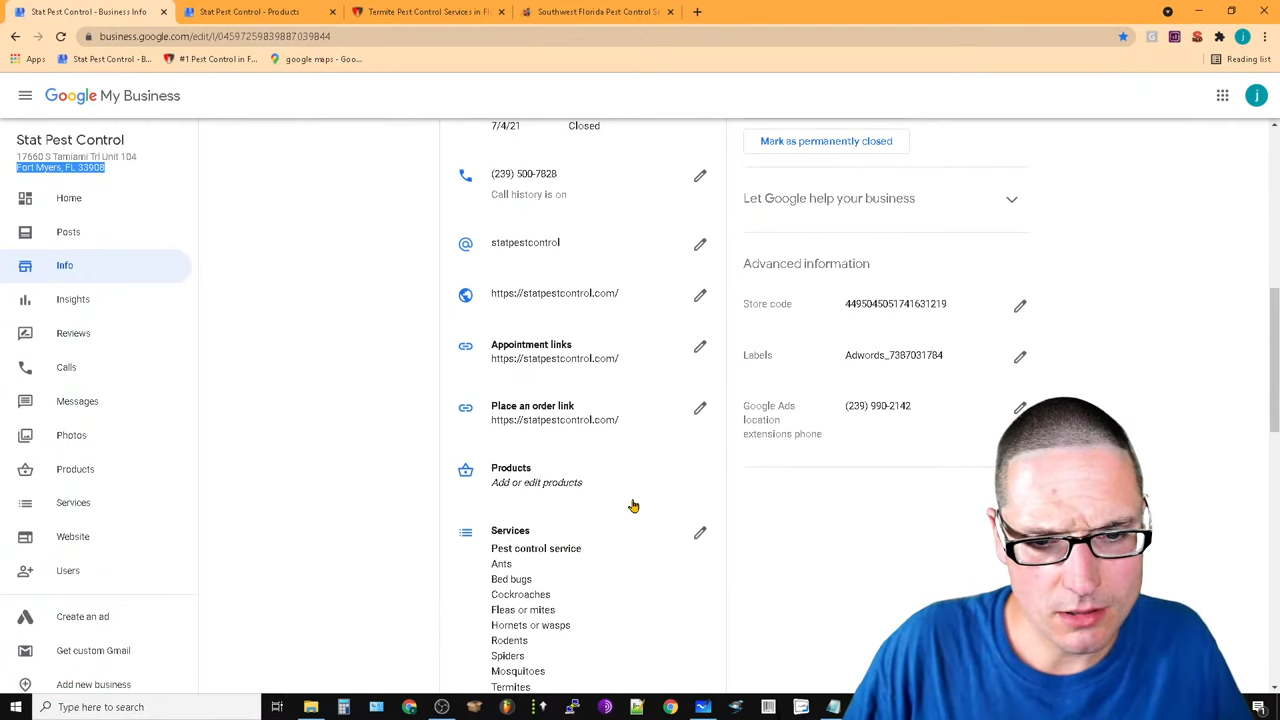 Stat Pest Control - Business Info
Stat Pest Control - Products
Termite Pest Control Services in F
Southwest Florida Pest Control Se
business.google.com/edit/l/04597259839887039844
Apps
Stat Pest Control - B...
#1 Pest Control in F...
google maps - Goo...
Reading list
Google My Business
Stat Pest Control
17660 S Tamiami Trl Unit 104
Fort Myers, FL 33908
Home
Posts
Info
Insights
Reviews
Calls
Messages
Photos
Products
Services
Website
Users
Create an ad
Get custom Gmail
Add new business
7/4/21 Closed
(239) 500-7828
Call history is on
statpestcontrol
https://statpestcontrol.com/
Appointment links
https://statpestcontrol.com/
Place an order link
https://statpestcontrol.com/
Products
Add or edit products
Services
Pest control service
Ants
Bed bugs
Cockroaches
Fleas or mites
Hornets or wasps
Rodents
Spiders
Mosquitoes
Termites
Mark as permanently closed
Let Google help your business
Advanced information
Store code 4495045051741631219
Labels Adwords_7387031784
Google Ads location extensions phone (239) 990-2142
Type here to search